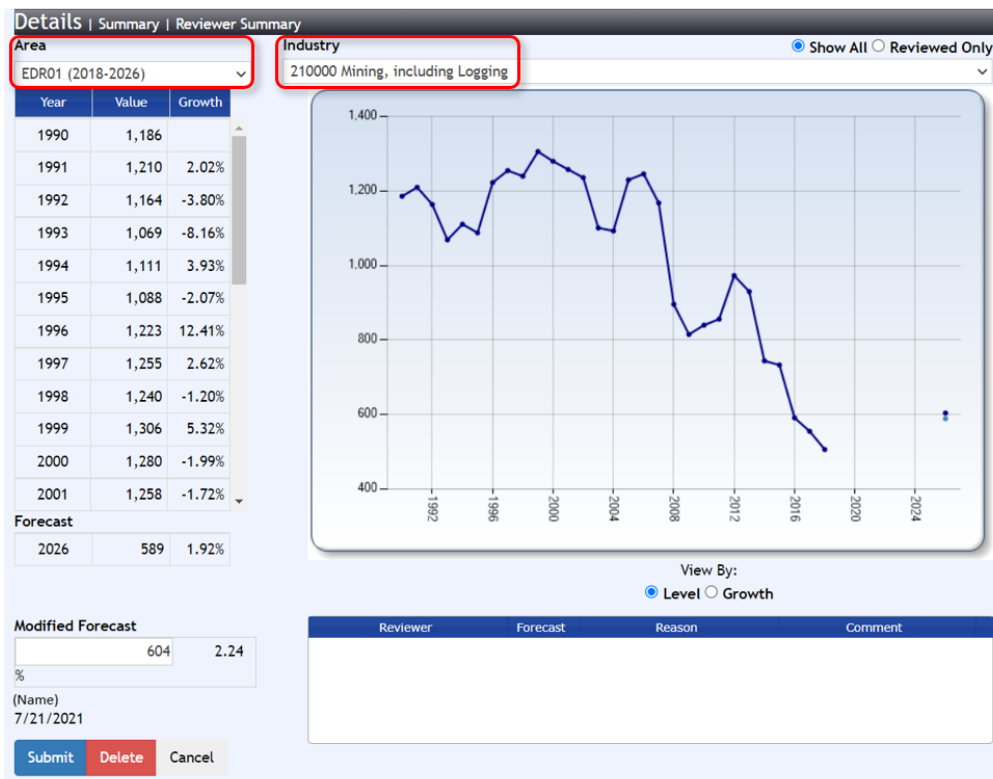 Details | Summary | Reviewer Summary
Area
Industry
Show All Reviewed Only
EDR01 (2018-2026)
210000 Mining, including Logging
Year Value Growth
1990 1,186
1991 1,210 2.02%
1992 1,164 -3.80%
1993 1,069 -8.16%
1994 1,111 3.93%
1995 1,088 -2.07%
1996 1,223 12.41%
1997 1,255 2.62%
1998 1,240 -1.20%
1999 1,306 5.32%
2000 1,280 -1.99%
2001 1,258 -1.72%
Forecast
2026 589 1.92%
1,400
1,200
1,000
800
600
400
1992 1996 2000 2004 2008 2012 2016 2020 2024
View By:
Level Growth
Modified Forecast
604 2.24
%
(Name)
7/21/2021
Submit Delete Cancel
Reviewer Forecast Reason Comment